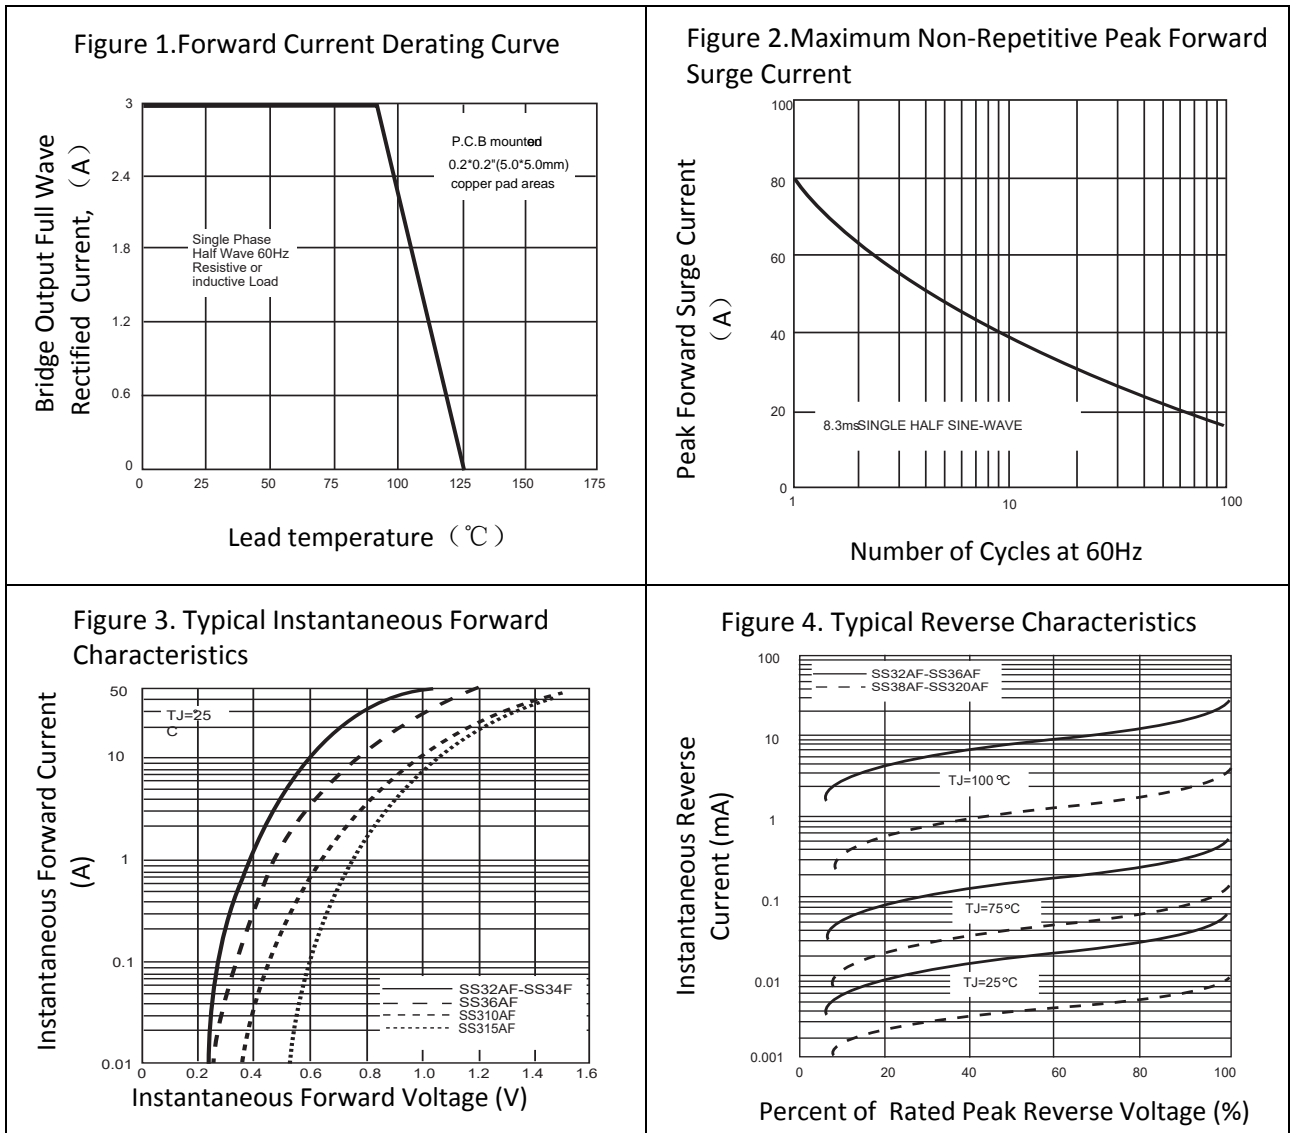 Figure 1.Forward Current Derating Curve
Bridge Output Full Wave
Rectified Current,（A）
3
2.4
1.8
1.2
0.6
0
P.C.B mounted
0.2*0.2"(5.0*5.0mm)
copper pad areas
Single Phase
Half Wave 60Hz
Resistive or
inductive Load
0 25 50 75 100 125 150 175
Lead temperature（℃）
Figure 2.Maximum Non-Repetitive Peak Forward
Surge Current
Peak Forward Surge Current
（A）
100
80
60
40
20
0
8.3msSINGLE HALF SINE-WAVE
1 10 100
Number of Cycles at 60Hz
Figure 3. Typical Instantaneous Forward
Characteristics
Instantaneous Forward Current
(A)
50
10
1
0.1
0.01
TJ=25
C
SS32AF-SS34F
SS36AF
SS310AF
SS315AF
0 0.2 0.4 0.6 0.8 1.0 1.2 1.4 1.6
Instantaneous Forward Voltage (V)
Figure 4. Typical Reverse Characteristics
Instantaneous Reverse
Current (mA)
100
10
1
0.1
0.01
0.001
SS32AF-SS36AF
SS38AF-SS320AF
TJ=100℃
TJ=75℃
TJ=25℃
0 20 40 60 80 100
Percent of Rated Peak Reverse Voltage (%)